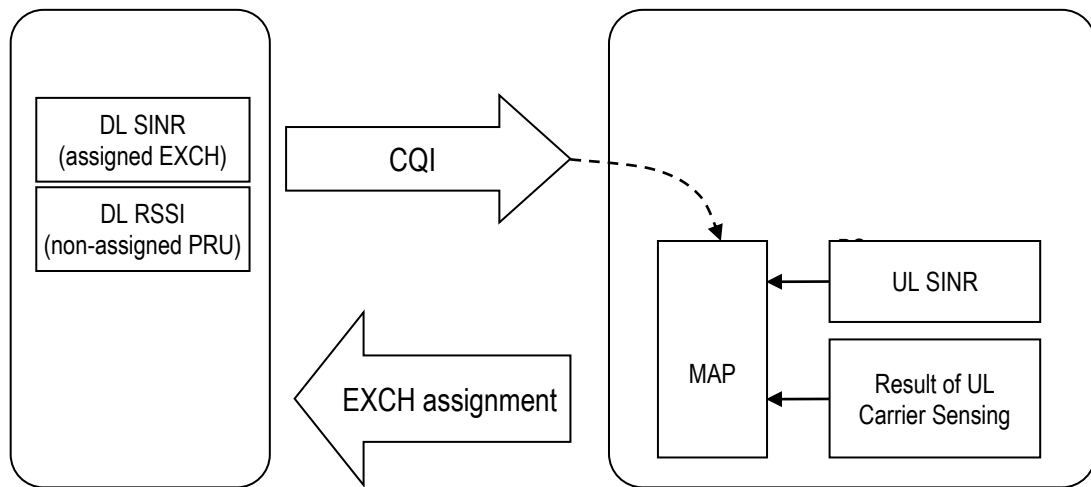 DL SINR
(assigned EXCH)
DL RSSI
(non-assigned PRU)
CQI
EXCH assignment
MAP
UL SINR
Result of UL
Carrier Sensing